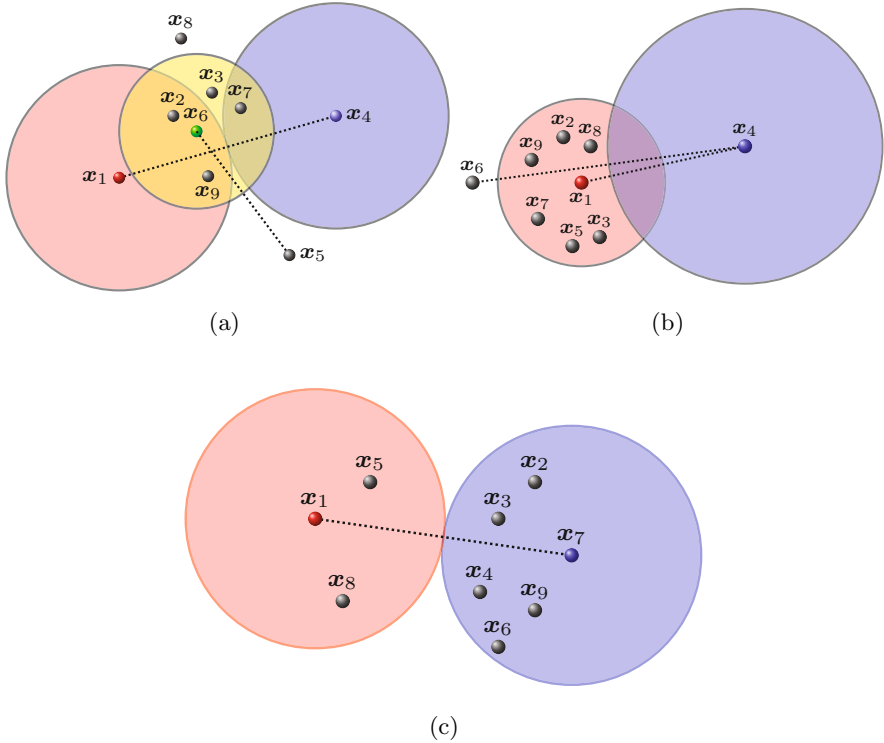 x₈
x₃
x₂
x₇
x₆
x₄
x₁
x₉
x₅
(a)
x₄
x₂
x₈
x₉
x₆
x₁
x₇
x₃
x₅
(b)
x₅
x₂
x₁
x₃
x₇
x₄
x₈
x₉
x₆
(c)